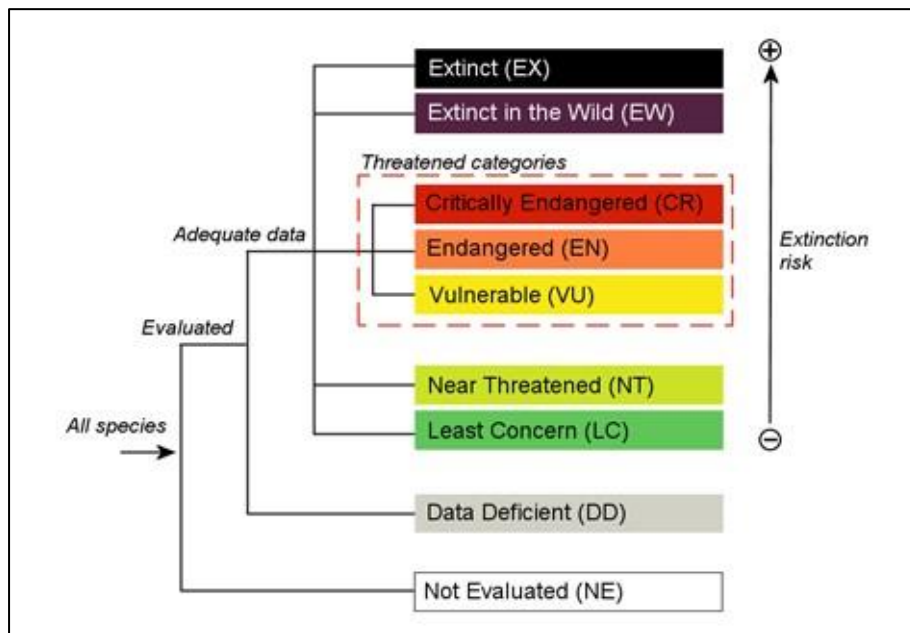 Extinct (EX)
Extinct in the Wild (EW)
Threatened categories
Critically Endangered (CR)
Adequate data
Endangered (EN)
Extinction
risk
Vulnerable (VU)
Evaluated
Near Threatened (NT)
All species
Least Concern (LC)
Data Deficient (DD)
Not Evaluated (NE)